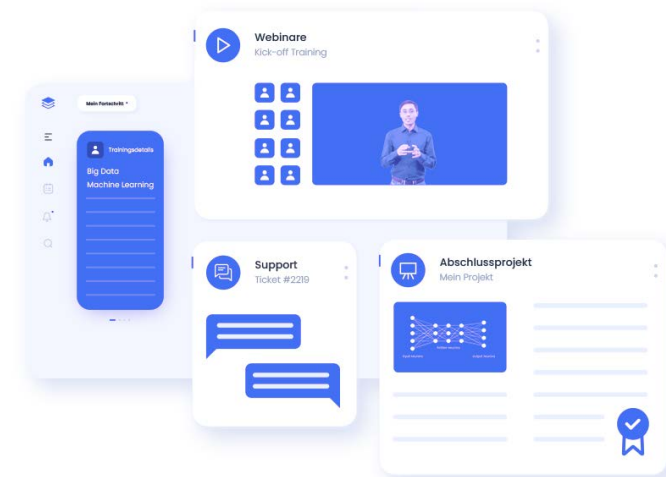 Webinare
Kick-off Training
Mein Fortschritt
Trainingsdetails
Big Data
Machine Learning
Support
Ticket #2219
Abschlussprojekt
Mein Projekt